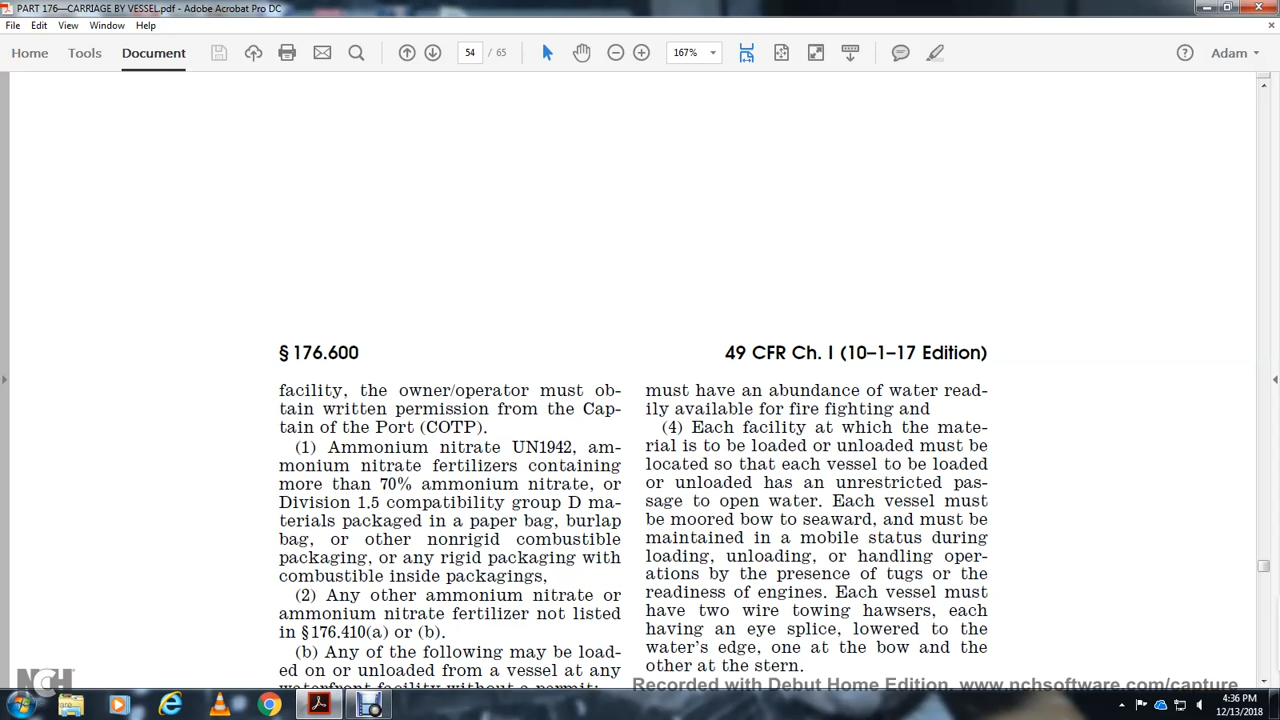 PART 176—CARRIAGE BY VESSEL.pdf - Adobe Acrobat Pro DC
File Edit View Window Help
Home Tools Document 54 / 65 167% Adam
§ 176.600
49 CFR Ch. I (10–1–17 Edition)
facility, the owner/operator must ob-
tain written permission from the Cap-
tain of the Port (COTP).
(1) Ammonium nitrate UN1942, am-
monium nitrate fertilizers containing
more than 70% ammonium nitrate, or
Division 1.5 compatibility group D ma-
terials packaged in a paper bag, burlap
bag, or other nonrigid combustible
packaging, or any rigid packaging with
combustible inside packagings,
(2) Any other ammonium nitrate or
ammonium nitrate fertilizer not listed
in §176.410(a) or (b).
(b) Any of the following may be load-
ed on or unloaded from a vessel at any
waterfront facility without a permit:
must have an abundance of water read-
ily available for fire fighting and
(4) Each facility at which the mate-
rial is to be loaded or unloaded must be
located so that each vessel to be loaded
or unloaded has an unrestricted pas-
sage to open water. Each vessel must
be moored bow to seaward, and must be
maintained in a mobile status during
loading, unloading, or handling oper-
ations by the presence of tugs or the
readiness of engines. Each vessel must
have two wire towing hawsers, each
having an eye splice, lowered to the
water's edge, one at the bow and the
other at the stern.
NCH
Recorded with Debut Home Edition. www.nchsoftware.com/capture
4:36 PM
12/13/2018